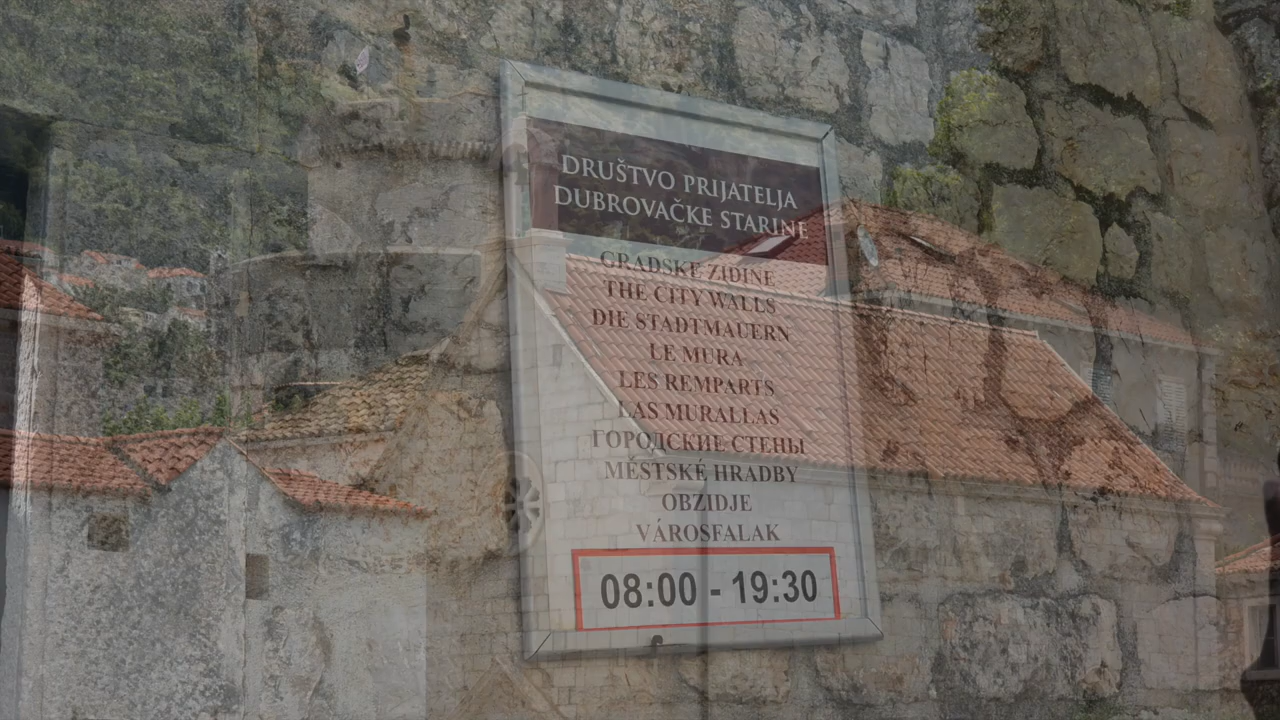 DRUŠTVO PRIJATELJA
DUBROVAČKE STARINE
GRADSKE ZIDINE
THE CITY WALLS
DIE STADTMAUERN
LE MURA
LES REMPARTS
LAS MURALLAS
ГОРОДСКИЕ СТЕНЫ
MĚSTSKÉ HRADBY
OBZIDJE
VÁROSFALAK
08:00 - 19:30